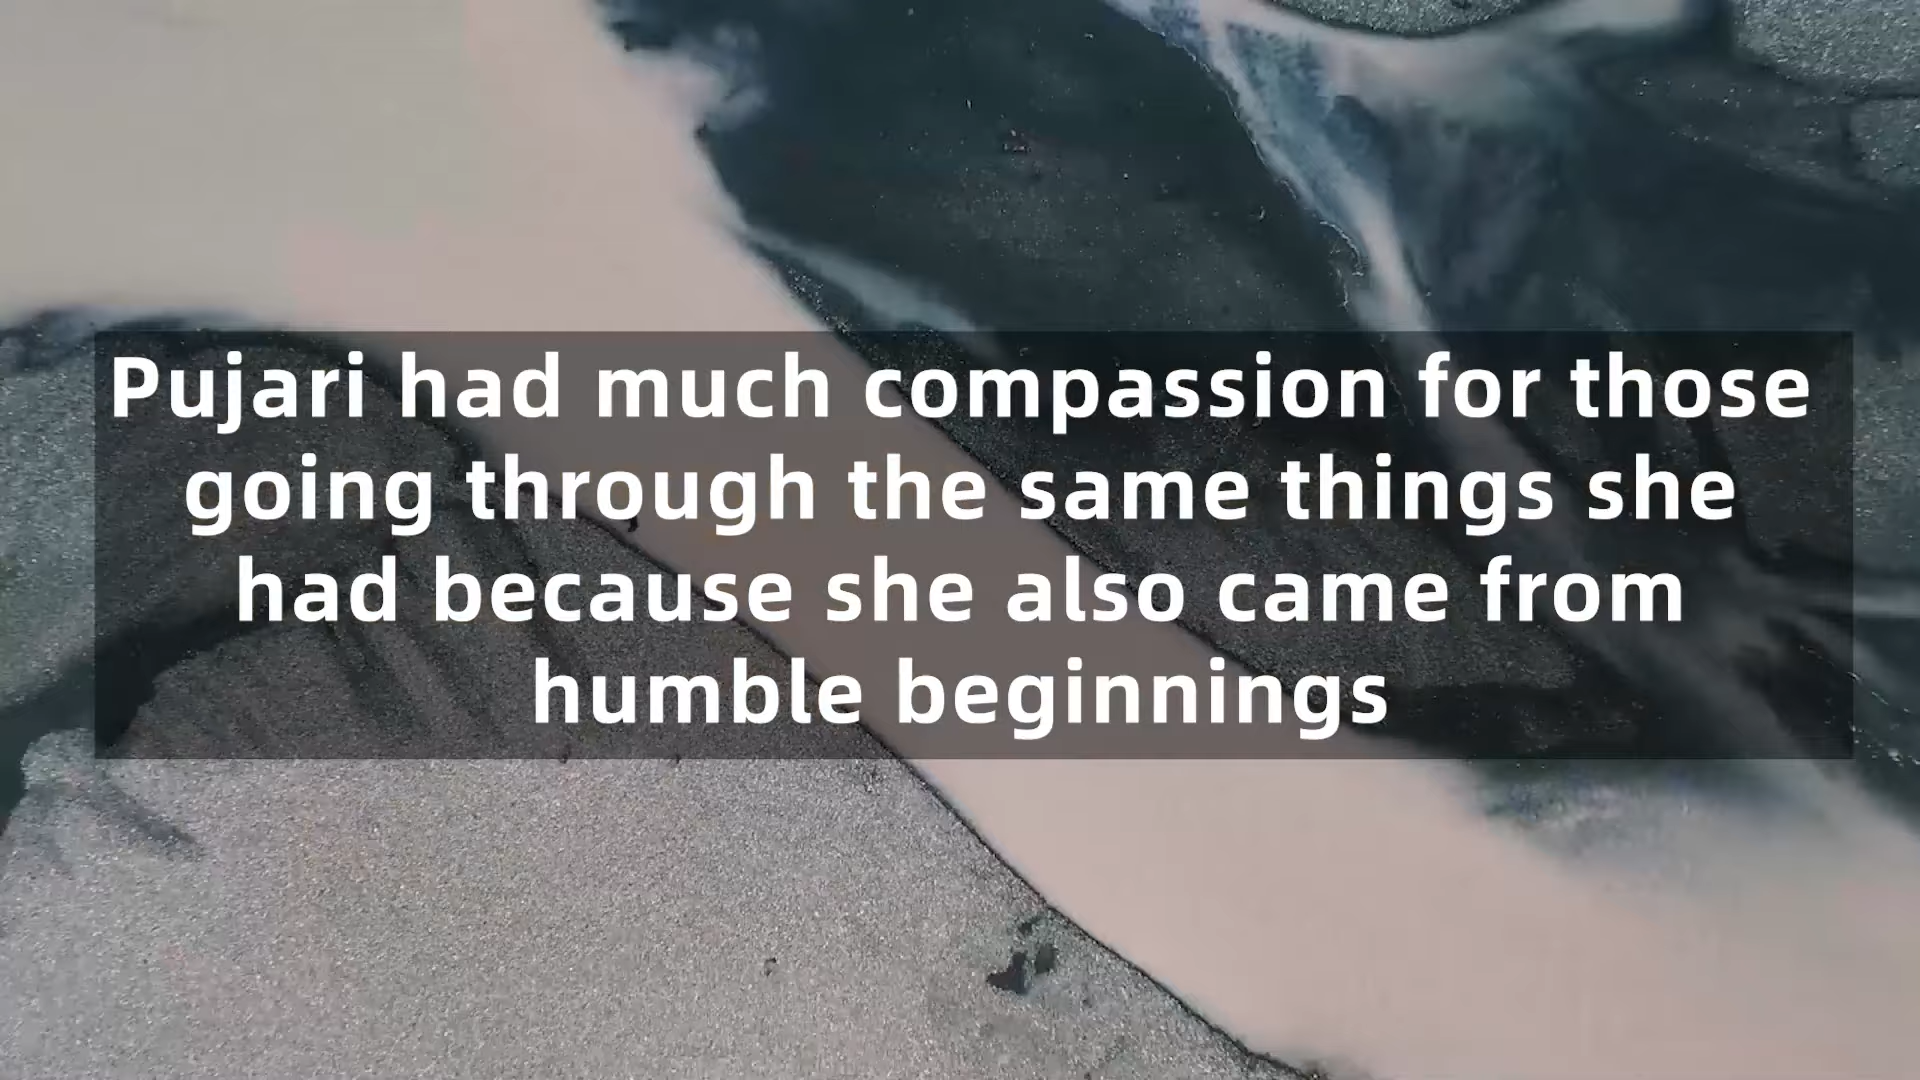 Pujari had much compassion for those
going through the same things she
had because she also came from
humble beginnings